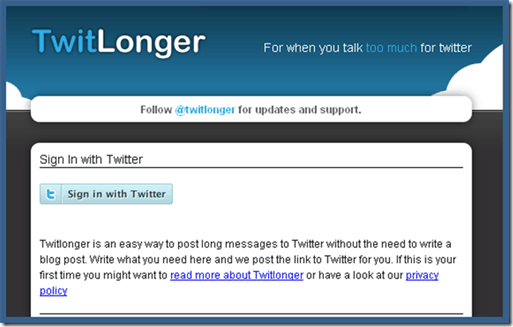 TwitLonger
For when you talk too much for twitter
Follow @twitlonger for updates and support.
Sign In with Twitter
Sign in with Twitter
Twitlonger is an easy way to post long messages to Twitter without the need to write a
blog post. Write what you need here and we post the link to Twitter for you. If this is your
first time you might want to read more about Twitlonger or have a look at our privacy
policy